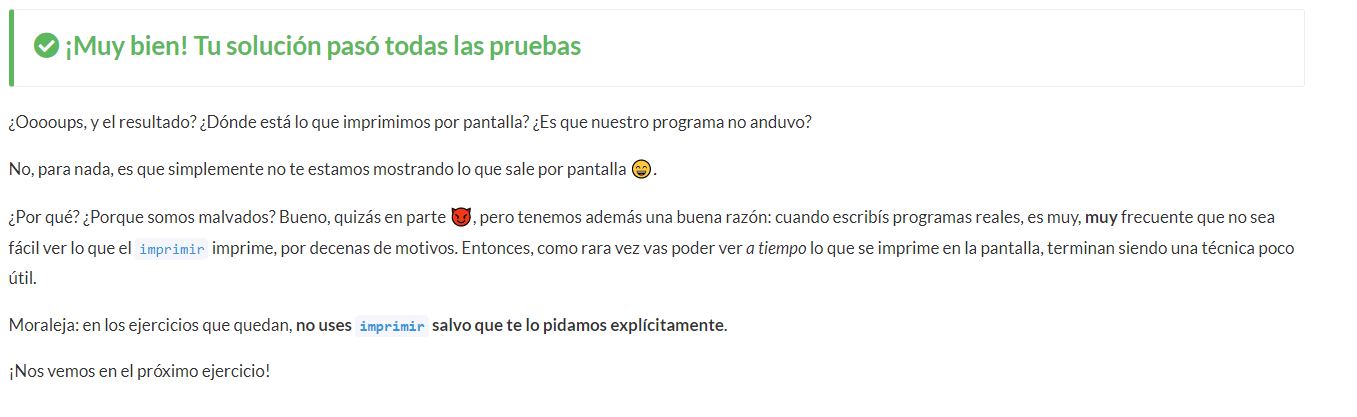 ¡Muy bien! Tu solución pasó todas las pruebas
¿Ooooups, y el resultado? ¿Dónde está lo que imprimimos por pantalla? ¿Es que nuestro programa no anduvo?
No, para nada, es que simplemente no te estamos mostrando lo que sale por pantalla 😄.
¿Por qué? ¿Porque somos malvados? Bueno, quizás en parte 😈, pero tenemos además una buena razón: cuando escribís programas reales, es muy, muy frecuente que no sea
fácil ver lo que el imprimir imprime, por decenas de motivos. Entonces, como rara vez vas poder ver a tiempo lo que se imprime en la pantalla, terminan siendo una técnica poco
útil.
Moraleja: en los ejercicios que quedan, no uses imprimir salvo que te lo pidamos explícitamente.
¡Nos vemos en el próximo ejercicio!